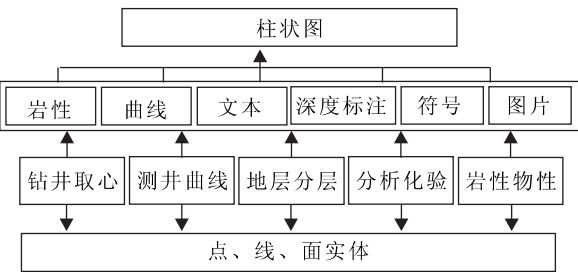 柱状图
岩性 曲线 文本 深度标注 符号 图片
钻井取心 测井曲线 地层分层 分析化验 岩性物性
点、线、面实体